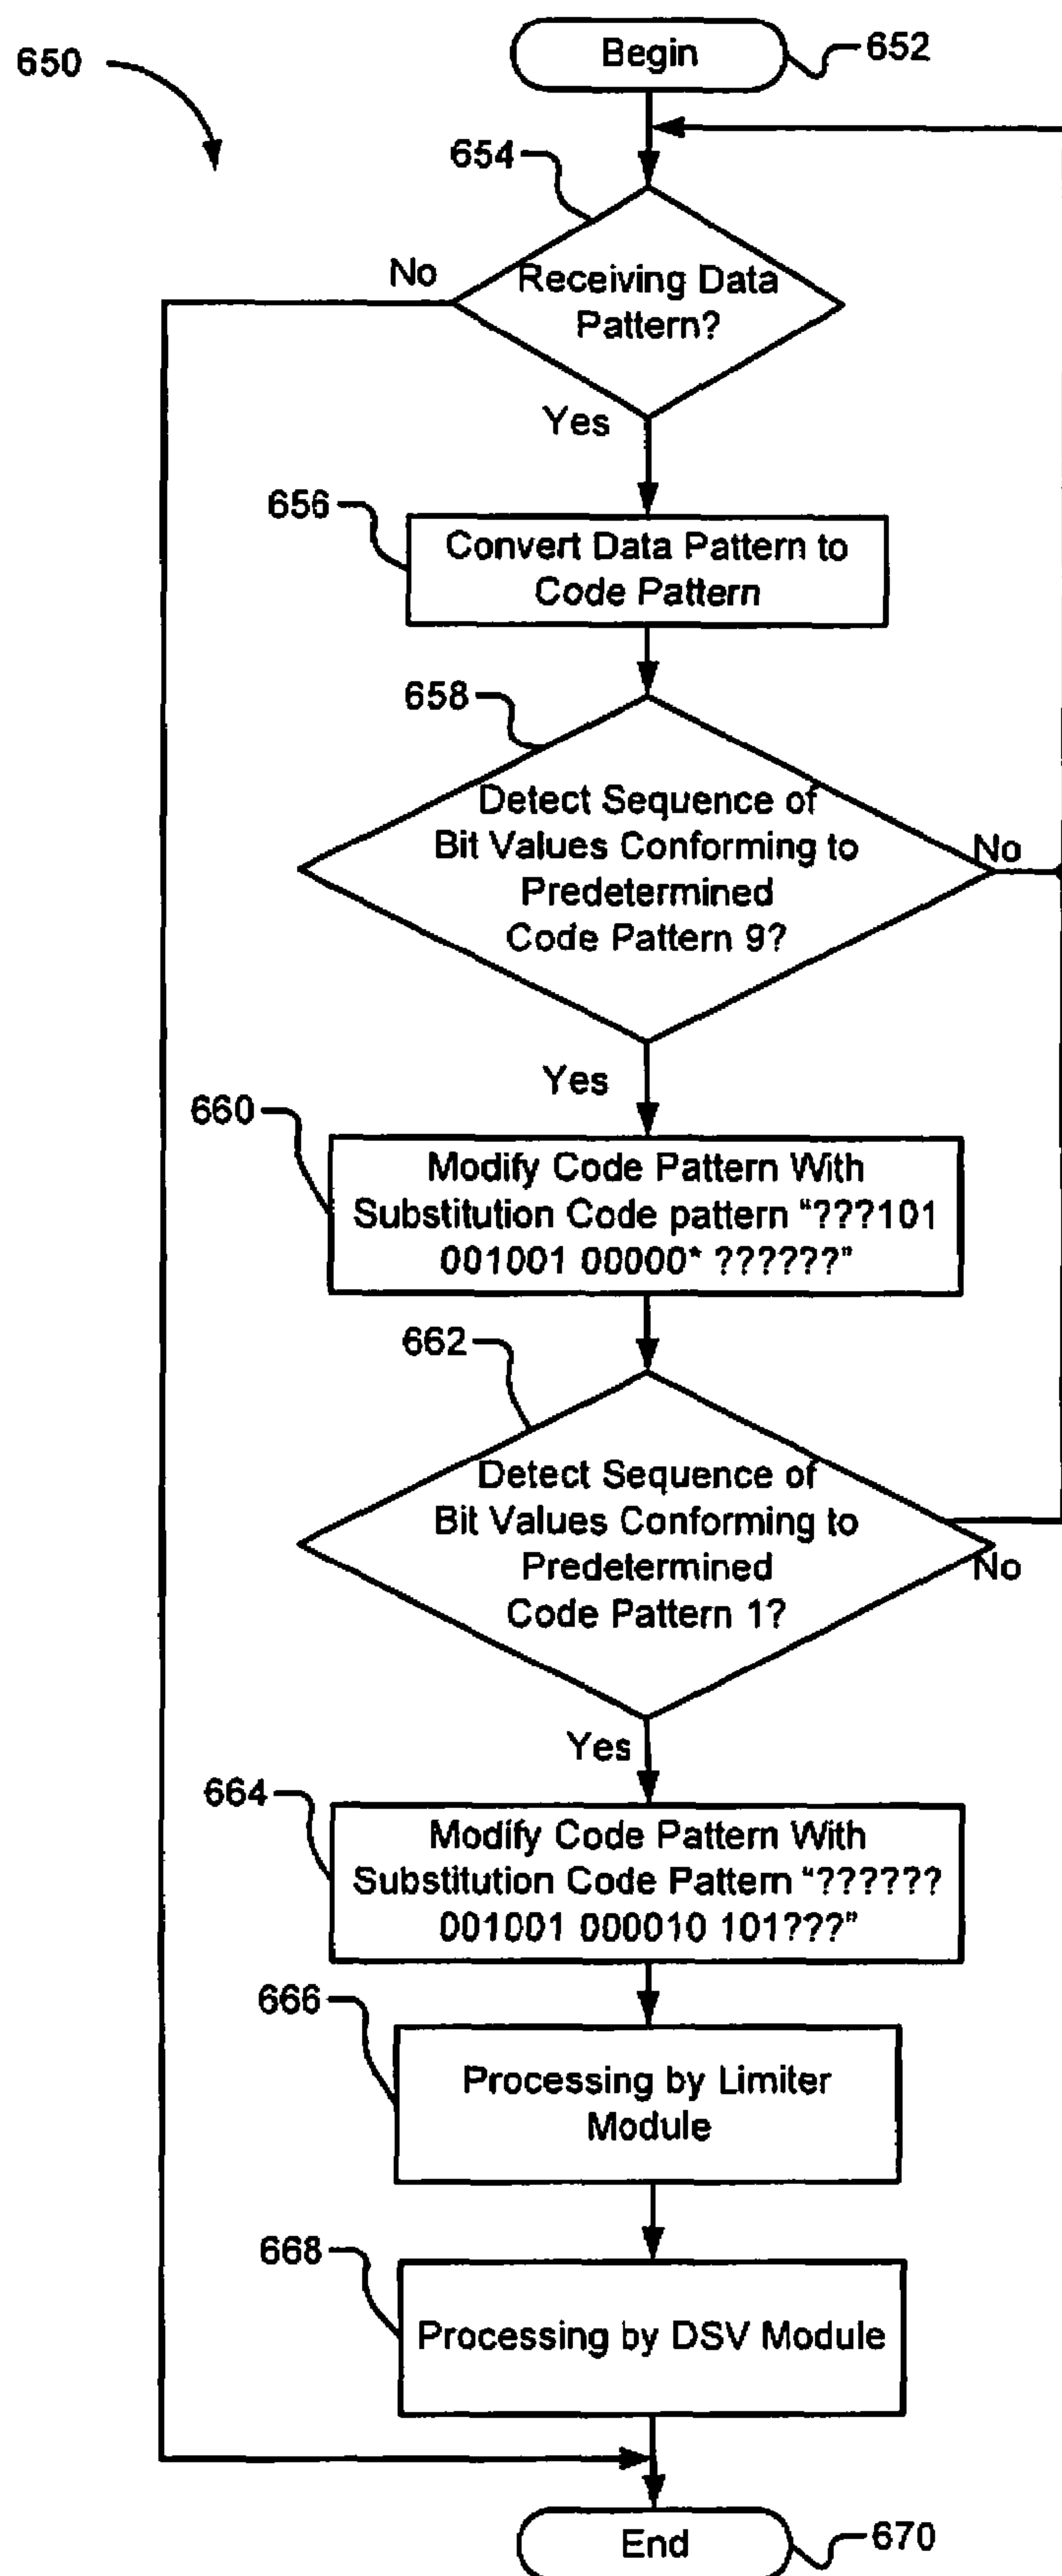 650
Begin
652
654
No
Receiving Data
Pattern?
Yes
656
Convert Data Pattern to
Code Pattern
658
Detect Sequence of
Bit Values Conforming to
Predetermined
Code Pattern 9?
No
Yes
660
Modify Code Pattern With
Substitution Code pattern "???101
001001 00000* ??????"
662
Detect Sequence of
Bit Values Conforming to
Predetermined
Code Pattern 1?
No
Yes
664
Modify Code Pattern With
Substitution Code Pattern "??????
001001 000010 101???"
666
Processing by Limiter
Module
668
Processing by DSV Module
End
670